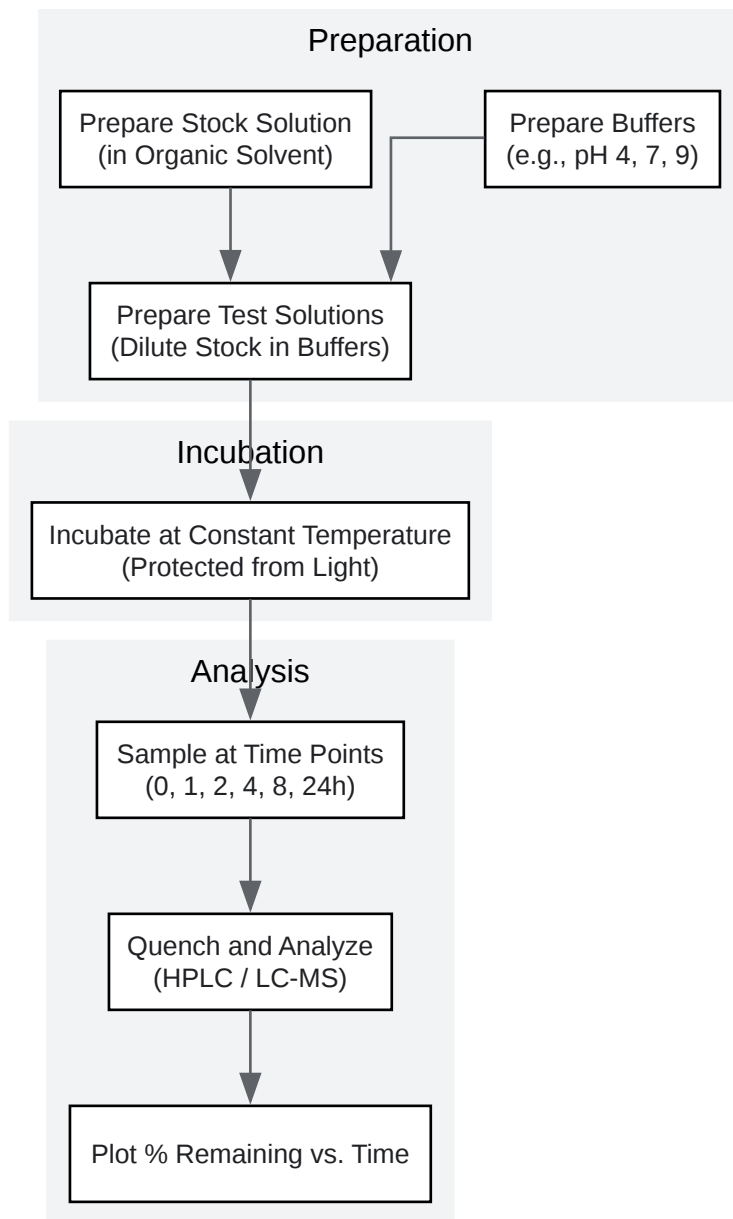 Preparation
Prepare Stock Solution
(in Organic Solvent)
Prepare Buffers
(e.g., pH 4, 7, 9)
Prepare Test Solutions
(Dilute Stock in Buffers)
Incubation
Incubate at Constant Temperature
(Protected from Light)
Analysis
Sample at Time Points
(0, 1, 2, 4, 8, 24h)
Quench and Analyze
(HPLC / LC-MS)
Plot % Remaining vs. Time